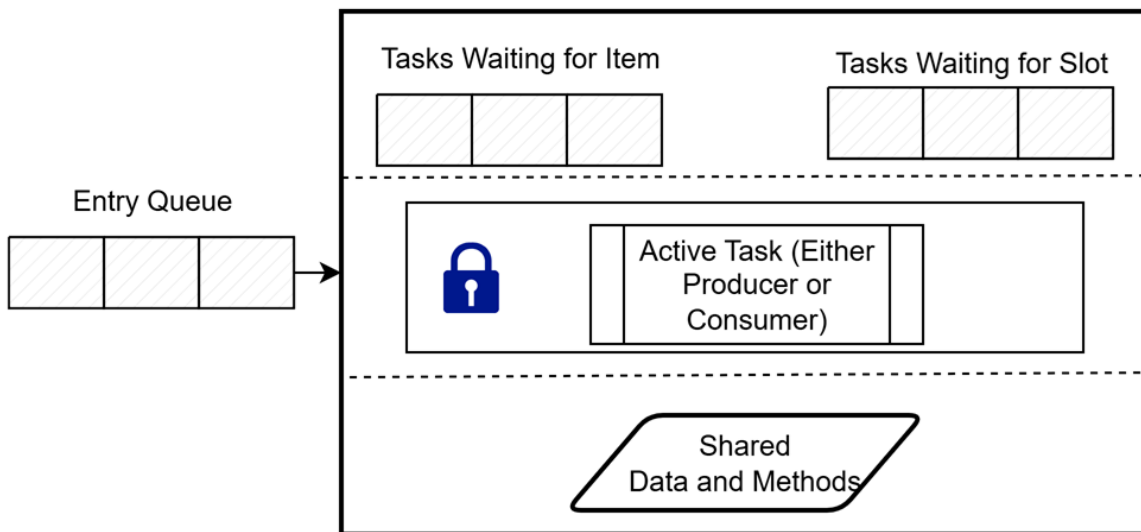 Tasks Waiting for Item
Tasks Waiting for Slot
Entry Queue
Active Task (Either
Producer or
Consumer)
Shared
Data and Methods